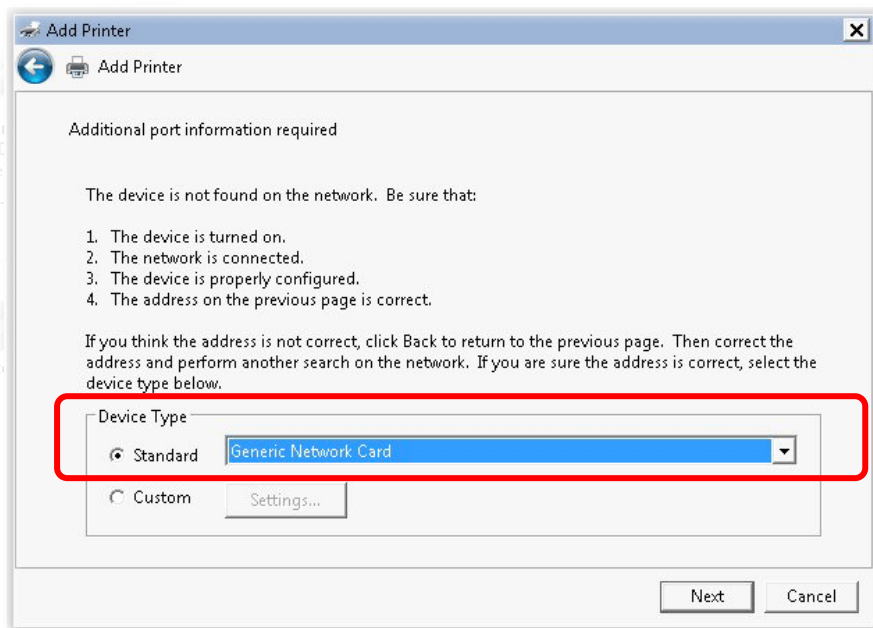 Add Printer
Add Printer
Additional port information required
The device is not found on the network. Be sure that:
1. The device is turned on.
2. The network is connected.
3. The device is properly configured.
4. The address on the previous page is correct.
If you think the address is not correct, click Back to return to the previous page. Then correct the
address and perform another search on the network. If you are sure the address is correct, select the
device type below.
Device Type
Standard Generic Network Card
Custom Settings...
Next Cancel